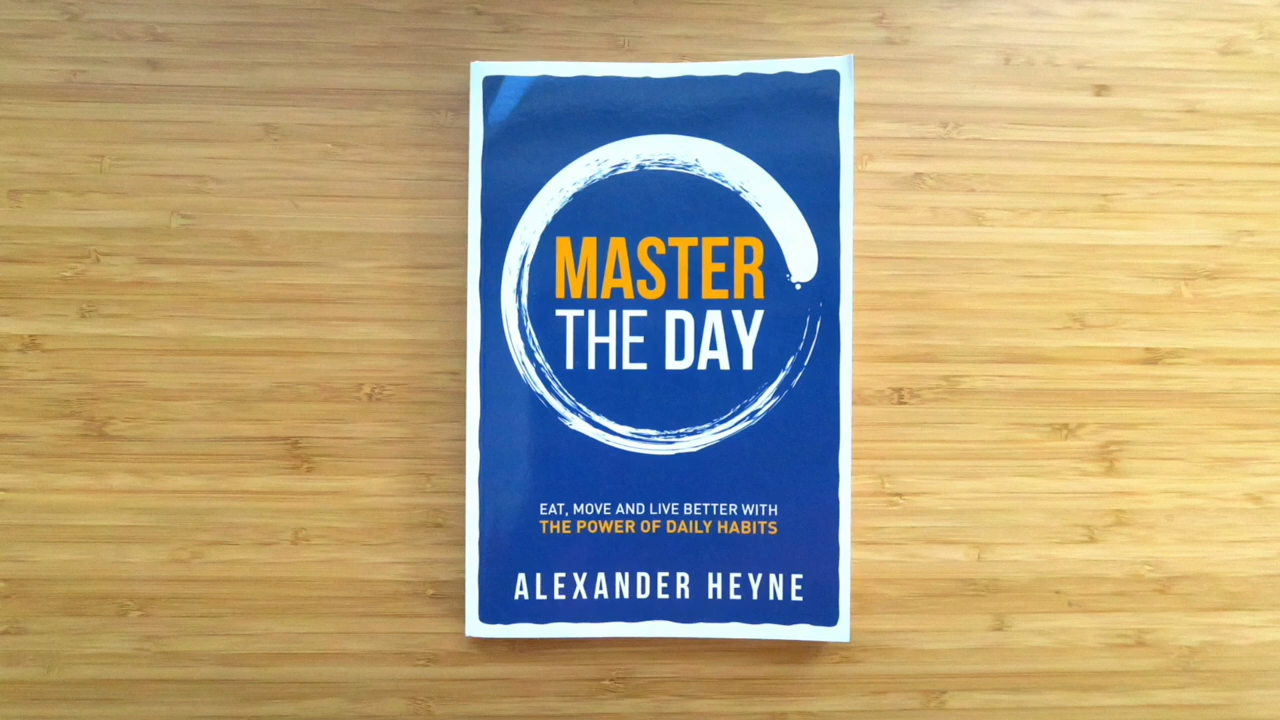 MASTER
THE DAY
EAT, MOVE AND LIVE BETTER WITH
THE POWER OF DAILY HABITS
ALEXANDER HEYNE